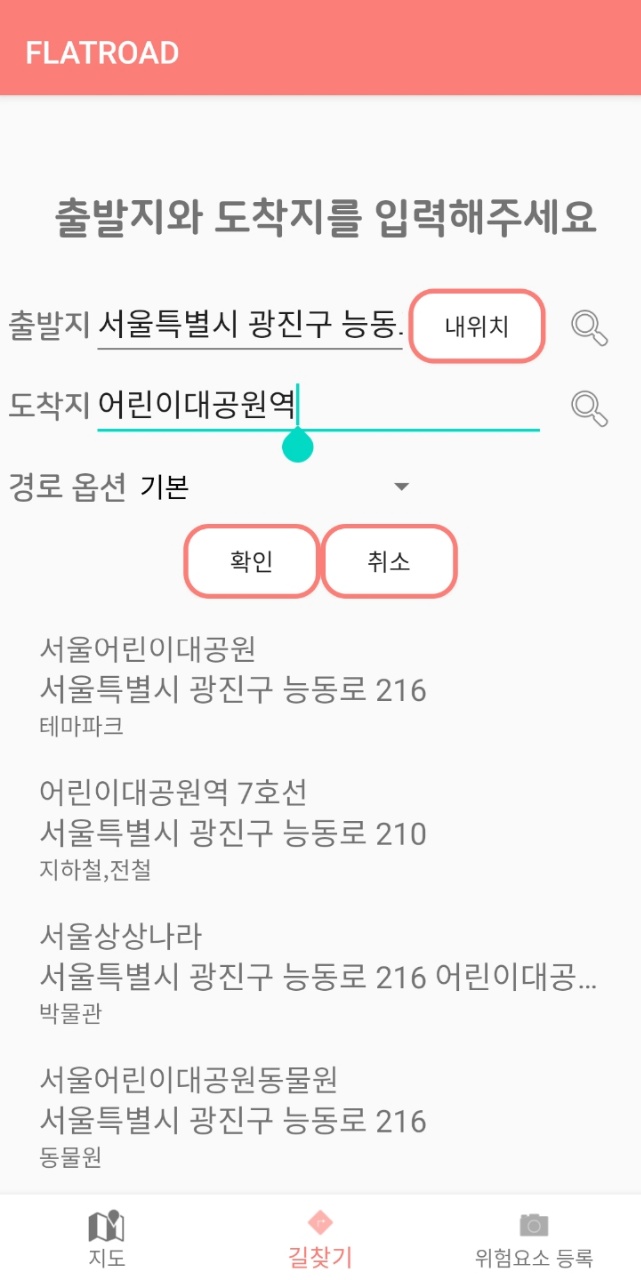 FLATROAD
출발지와 도착지를 입력해주세요
출발지 서울특별시 광진구 능동. 내위치
도착지 어린이대공원역
경로 옵션 기본
확인 취소
서울어린이대공원
서울특별시 광진구 능동로 216
테마파크
어린이대공원역 7호선
서울특별시 광진구 능동로 210
지하철,전철
서울상상나라
서울특별시 광진구 능동로 216 어린이대공...
박물관
서울어린이대공원동물원
서울특별시 광진구 능동로 216
동물원
지도 길찾기 위험요소 등록